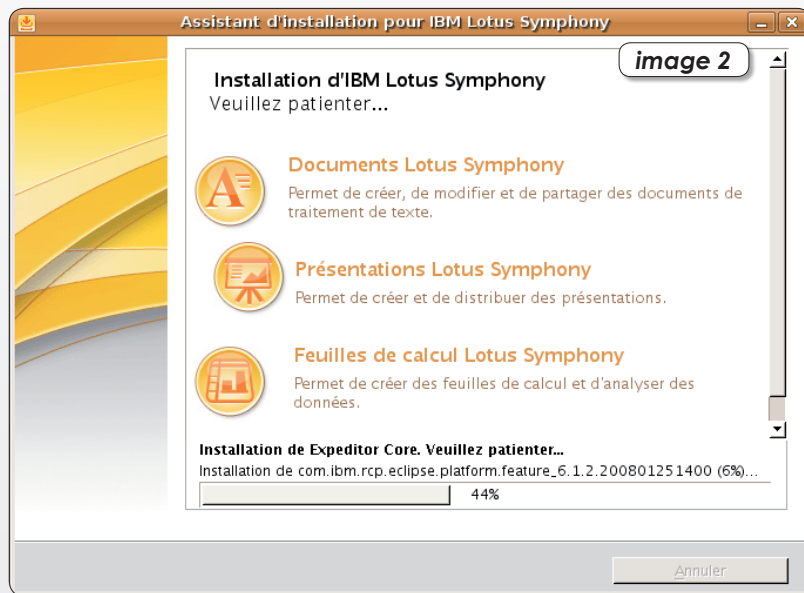 Assistant d'installation pour IBM Lotus Symphony
image 2
Installation d'IBM Lotus Symphony
Veuillez patienter...
Documents Lotus Symphony
Permet de créer, de modifier et de partager des documents de
traitement de texte.
Présentations Lotus Symphony
Permet de créer et de distribuer des présentations.
Feuilles de calcul Lotus Symphony
Permet de créer des feuilles de calcul et d'analyser des
données.
Installation de Expeditor Core. Veuillez patienter...
Installation de com.ibm.rcp.eclipse.platform.feature_6.1.2.200801251400 (6%)...
44%
Annuler